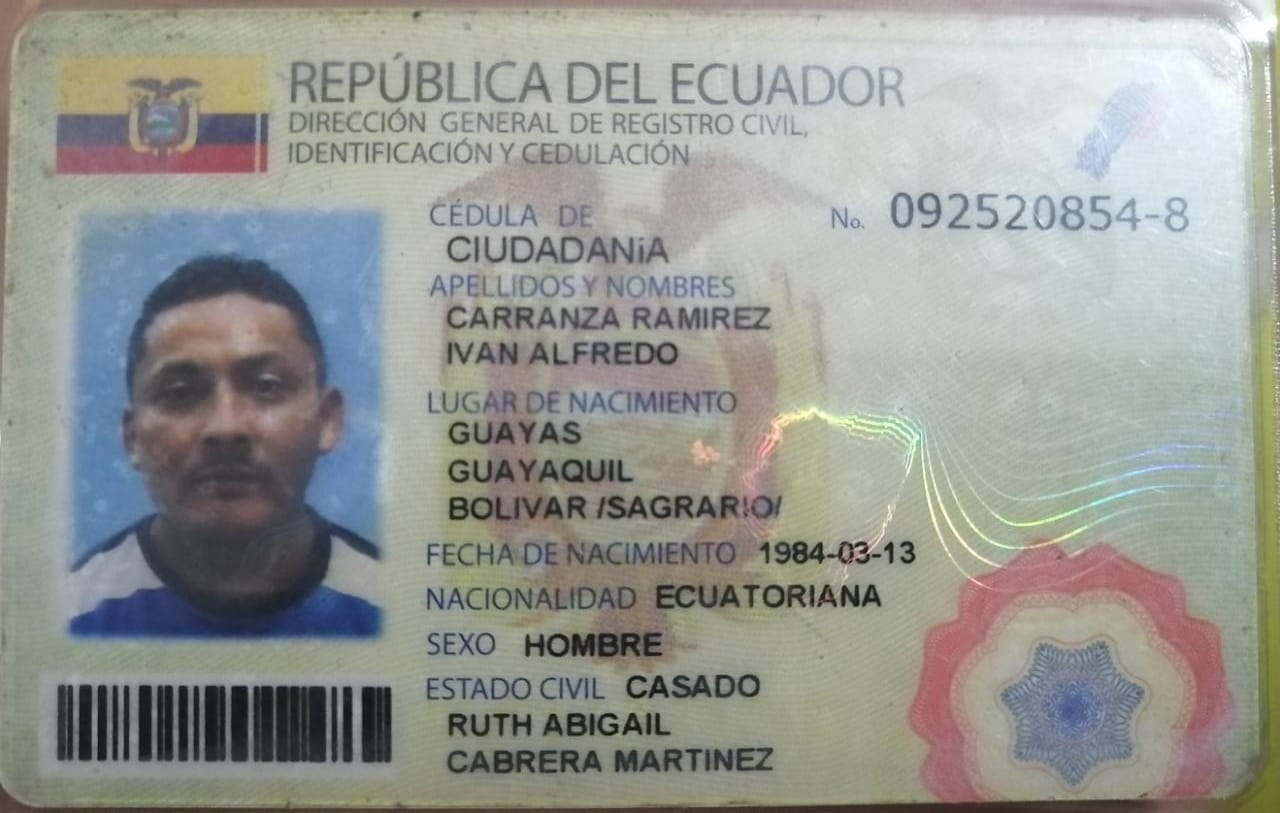 REPÚBLICA DEL ECUADOR
DIRECCIÓN GENERAL DE REGISTRO CIVIL,
IDENTIFICACIÓN Y CEDULACIÓN
CÉDULA DE
CIUDADANíA
No. 092520854-8
APELLIDOS Y NOMBRES
CARRANZA RAMIREZ
IVAN ALFREDO
LUGAR DE NACIMIENTO
GUAYAS
GUAYAQUIL
BOLIVAR /SAGRARIO/
FECHA DE NACIMIENTO 1984-03-13
NACIONALIDAD ECUATORIANA
SEXO HOMBRE
ESTADO CIVIL CASADO
RUTH ABIGAIL
CABRERA MARTINEZ